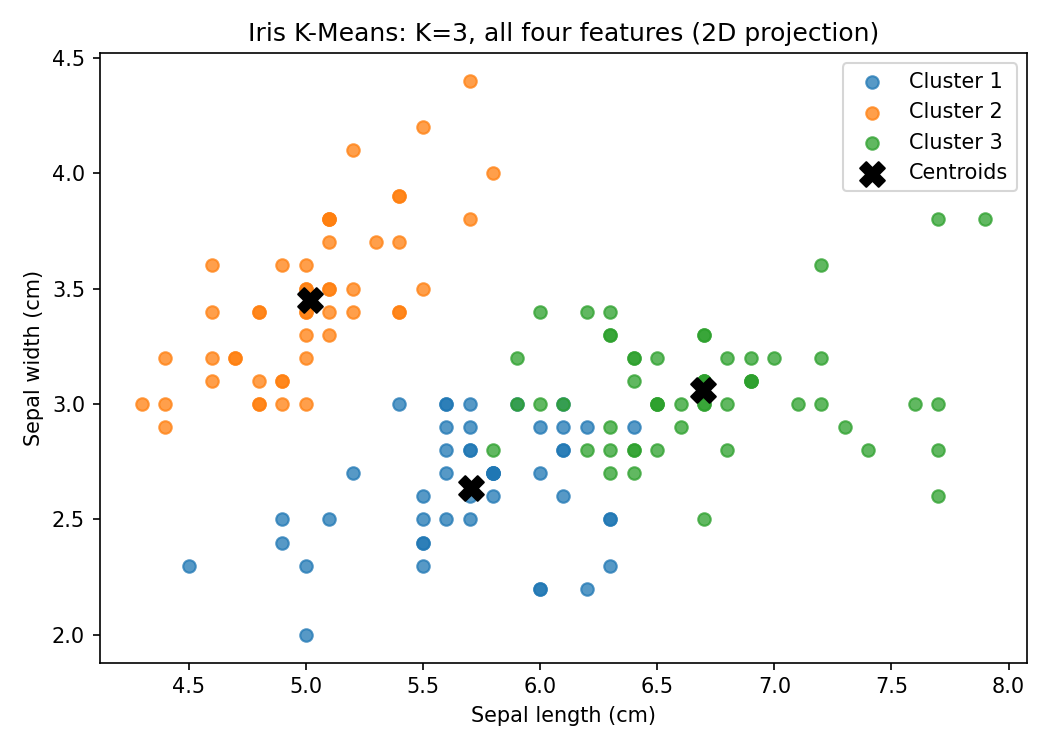 Iris K-Means: K=3, all four features (2D projection)
Cluster 1
Cluster 2
Cluster 3
Centroids
Sepal width (cm)
4.5
4.0
3.5
3.0
2.5
2.0
4.5 5.0 5.5 6.0 6.5 7.0 7.5 8.0
Sepal length (cm)